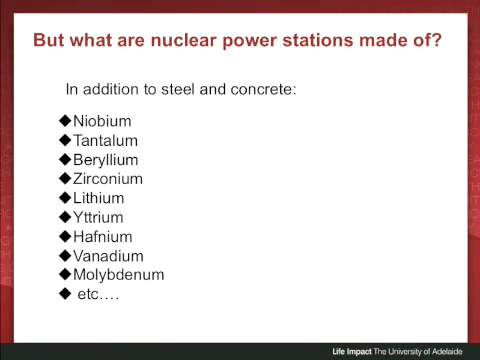 But what are nuclear power stations made of?
In addition to steel and concrete:
◆Niobium
◆Tantalum
◆Beryllium
◆Zirconium
◆Lithium
◆Yttrium
◆Hafnium
◆Vanadium
◆Molybdenum
◆ etc….
Life Impact The University of Adelaide